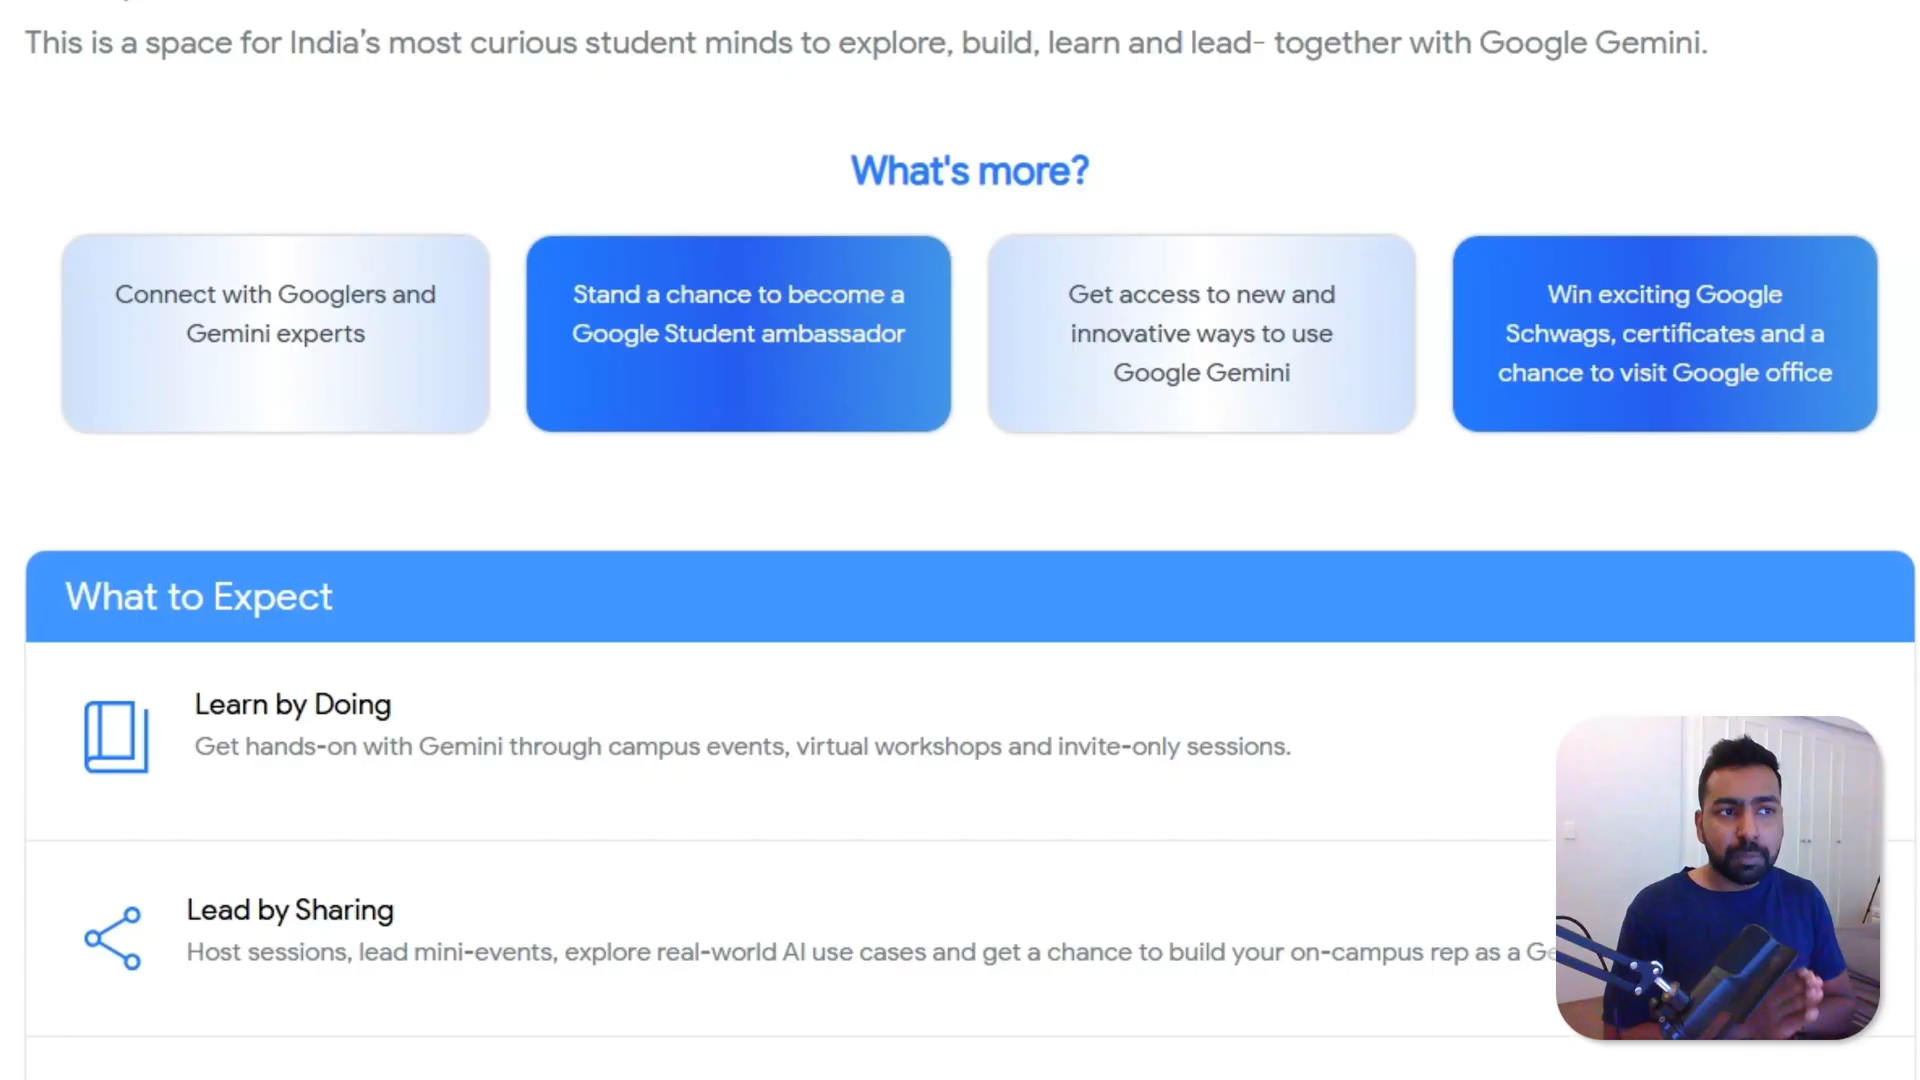 This is a space for India’s most curious student minds to explore, build, learn and lead- together with Google Gemini.
What's more?
Connect with Googlers and
Gemini experts
Stand a chance to become a
Google Student ambassador
Get access to new and
innovative ways to use
Google Gemini
Win exciting Google
Schwags, certificates and a
chance to visit Google office
What to Expect
Learn by Doing
Get hands-on with Gemini through campus events, virtual workshops and invite-only sessions.
Lead by Sharing
Host sessions, lead mini-events, explore real-world AI use cases and get a chance to build your on-campus rep as a